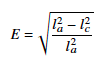 E = √((l_a² − l_c²) / l_a²)